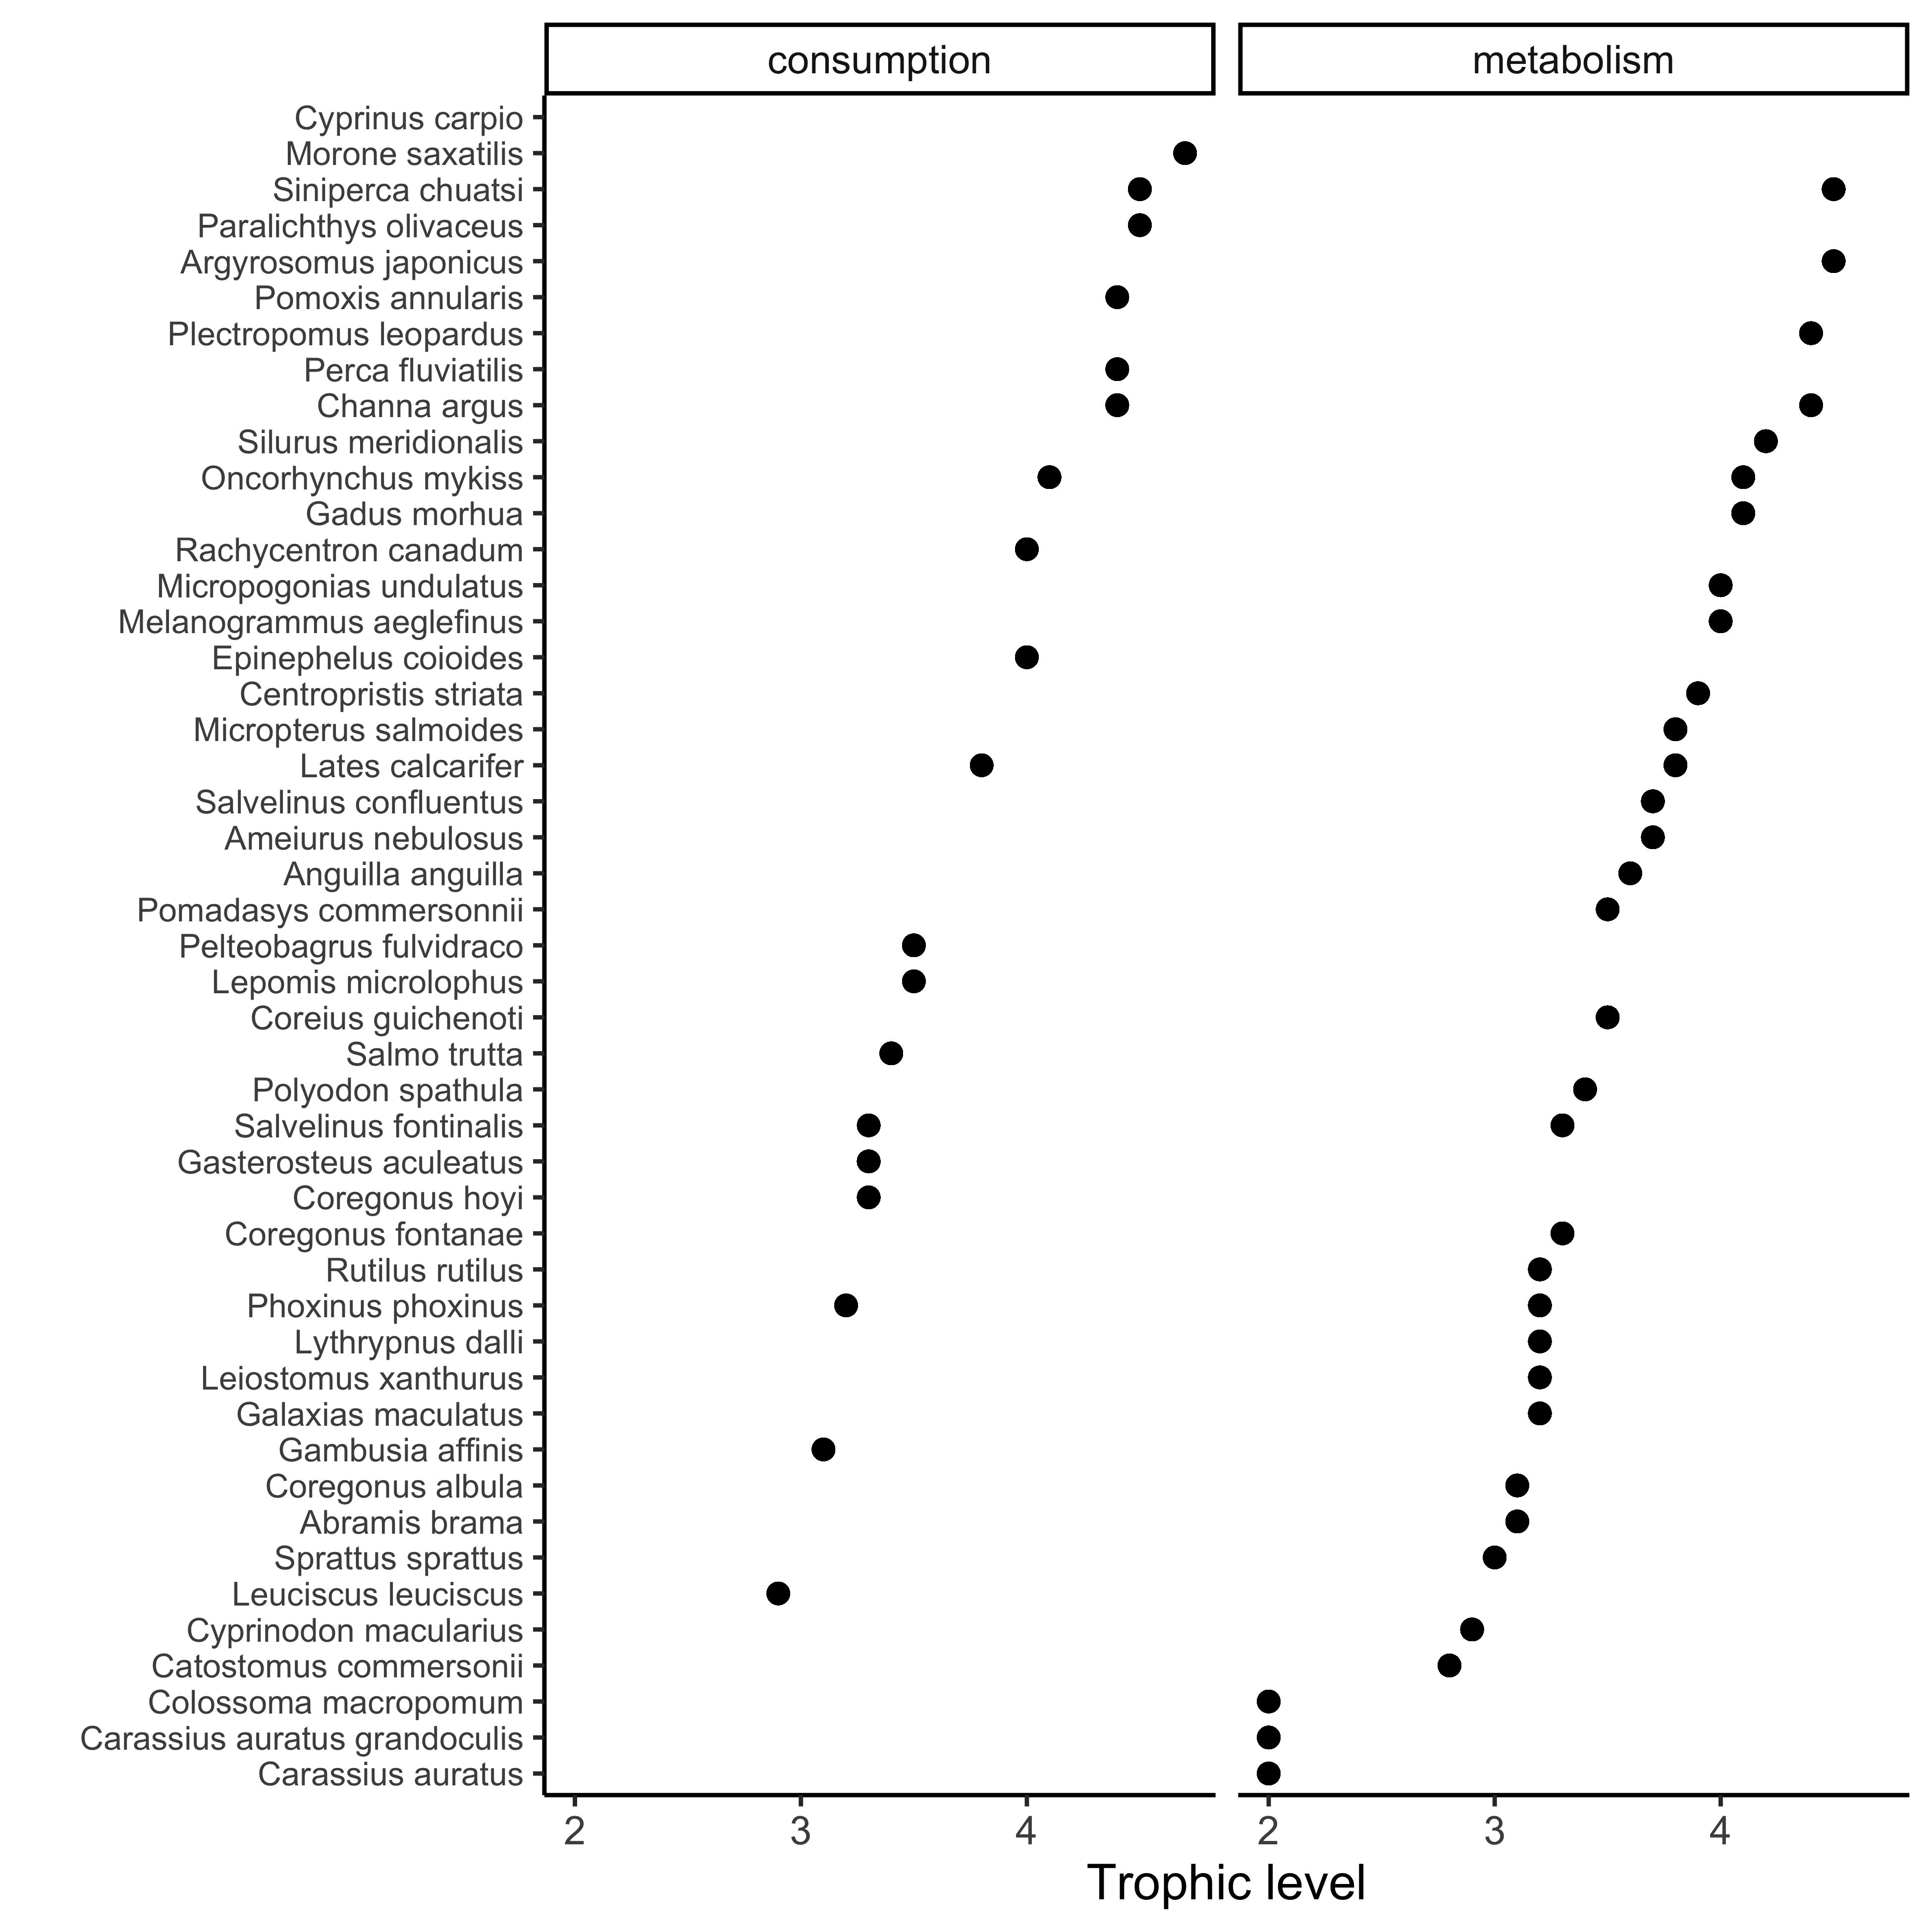 consumption
metabolism
Cyprinus carpio
Morone saxatilis
Siniperca chuatsi
Paralichthys olivaceus
Argyrosomus japonicus
Pomoxis annularis
Plectropomus leopardus
Perca fluviatilis
Channa argus
Silurus meridionalis
Oncorhynchus mykiss
Gadus morhua
Rachycentron canadum
Micropogonias undulatus
Melanogrammus aeglefinus
Epinephelus coioides
Centropristis striata
Micropterus salmoides
Lates calcarifer
Salvelinus confluentus
Ameiurus nebulosus
Anguilla anguilla
Pomadasys commersonnii
Pelteobagrus fulvidraco
Lepomis microlophus
Coreius guichenoti
Salmo trutta
Polyodon spathula
Salvelinus fontinalis
Gasterosteus aculeatus
Coregonus hoyi
Coregonus fontanae
Rutilus rutilus
Phoxinus phoxinus
Lythrypnus dalli
Leiostomus xanthurus
Galaxias maculatus
Gambusia affinis
Coregonus albula
Abramis brama
Sprattus sprattus
Leuciscus leuciscus
Cyprinodon macularius
Catostomus commersonii
Colossoma macropomum
Carassius auratus grandoculis
Carassius auratus
2 3 4 2 3 4
Trophic level